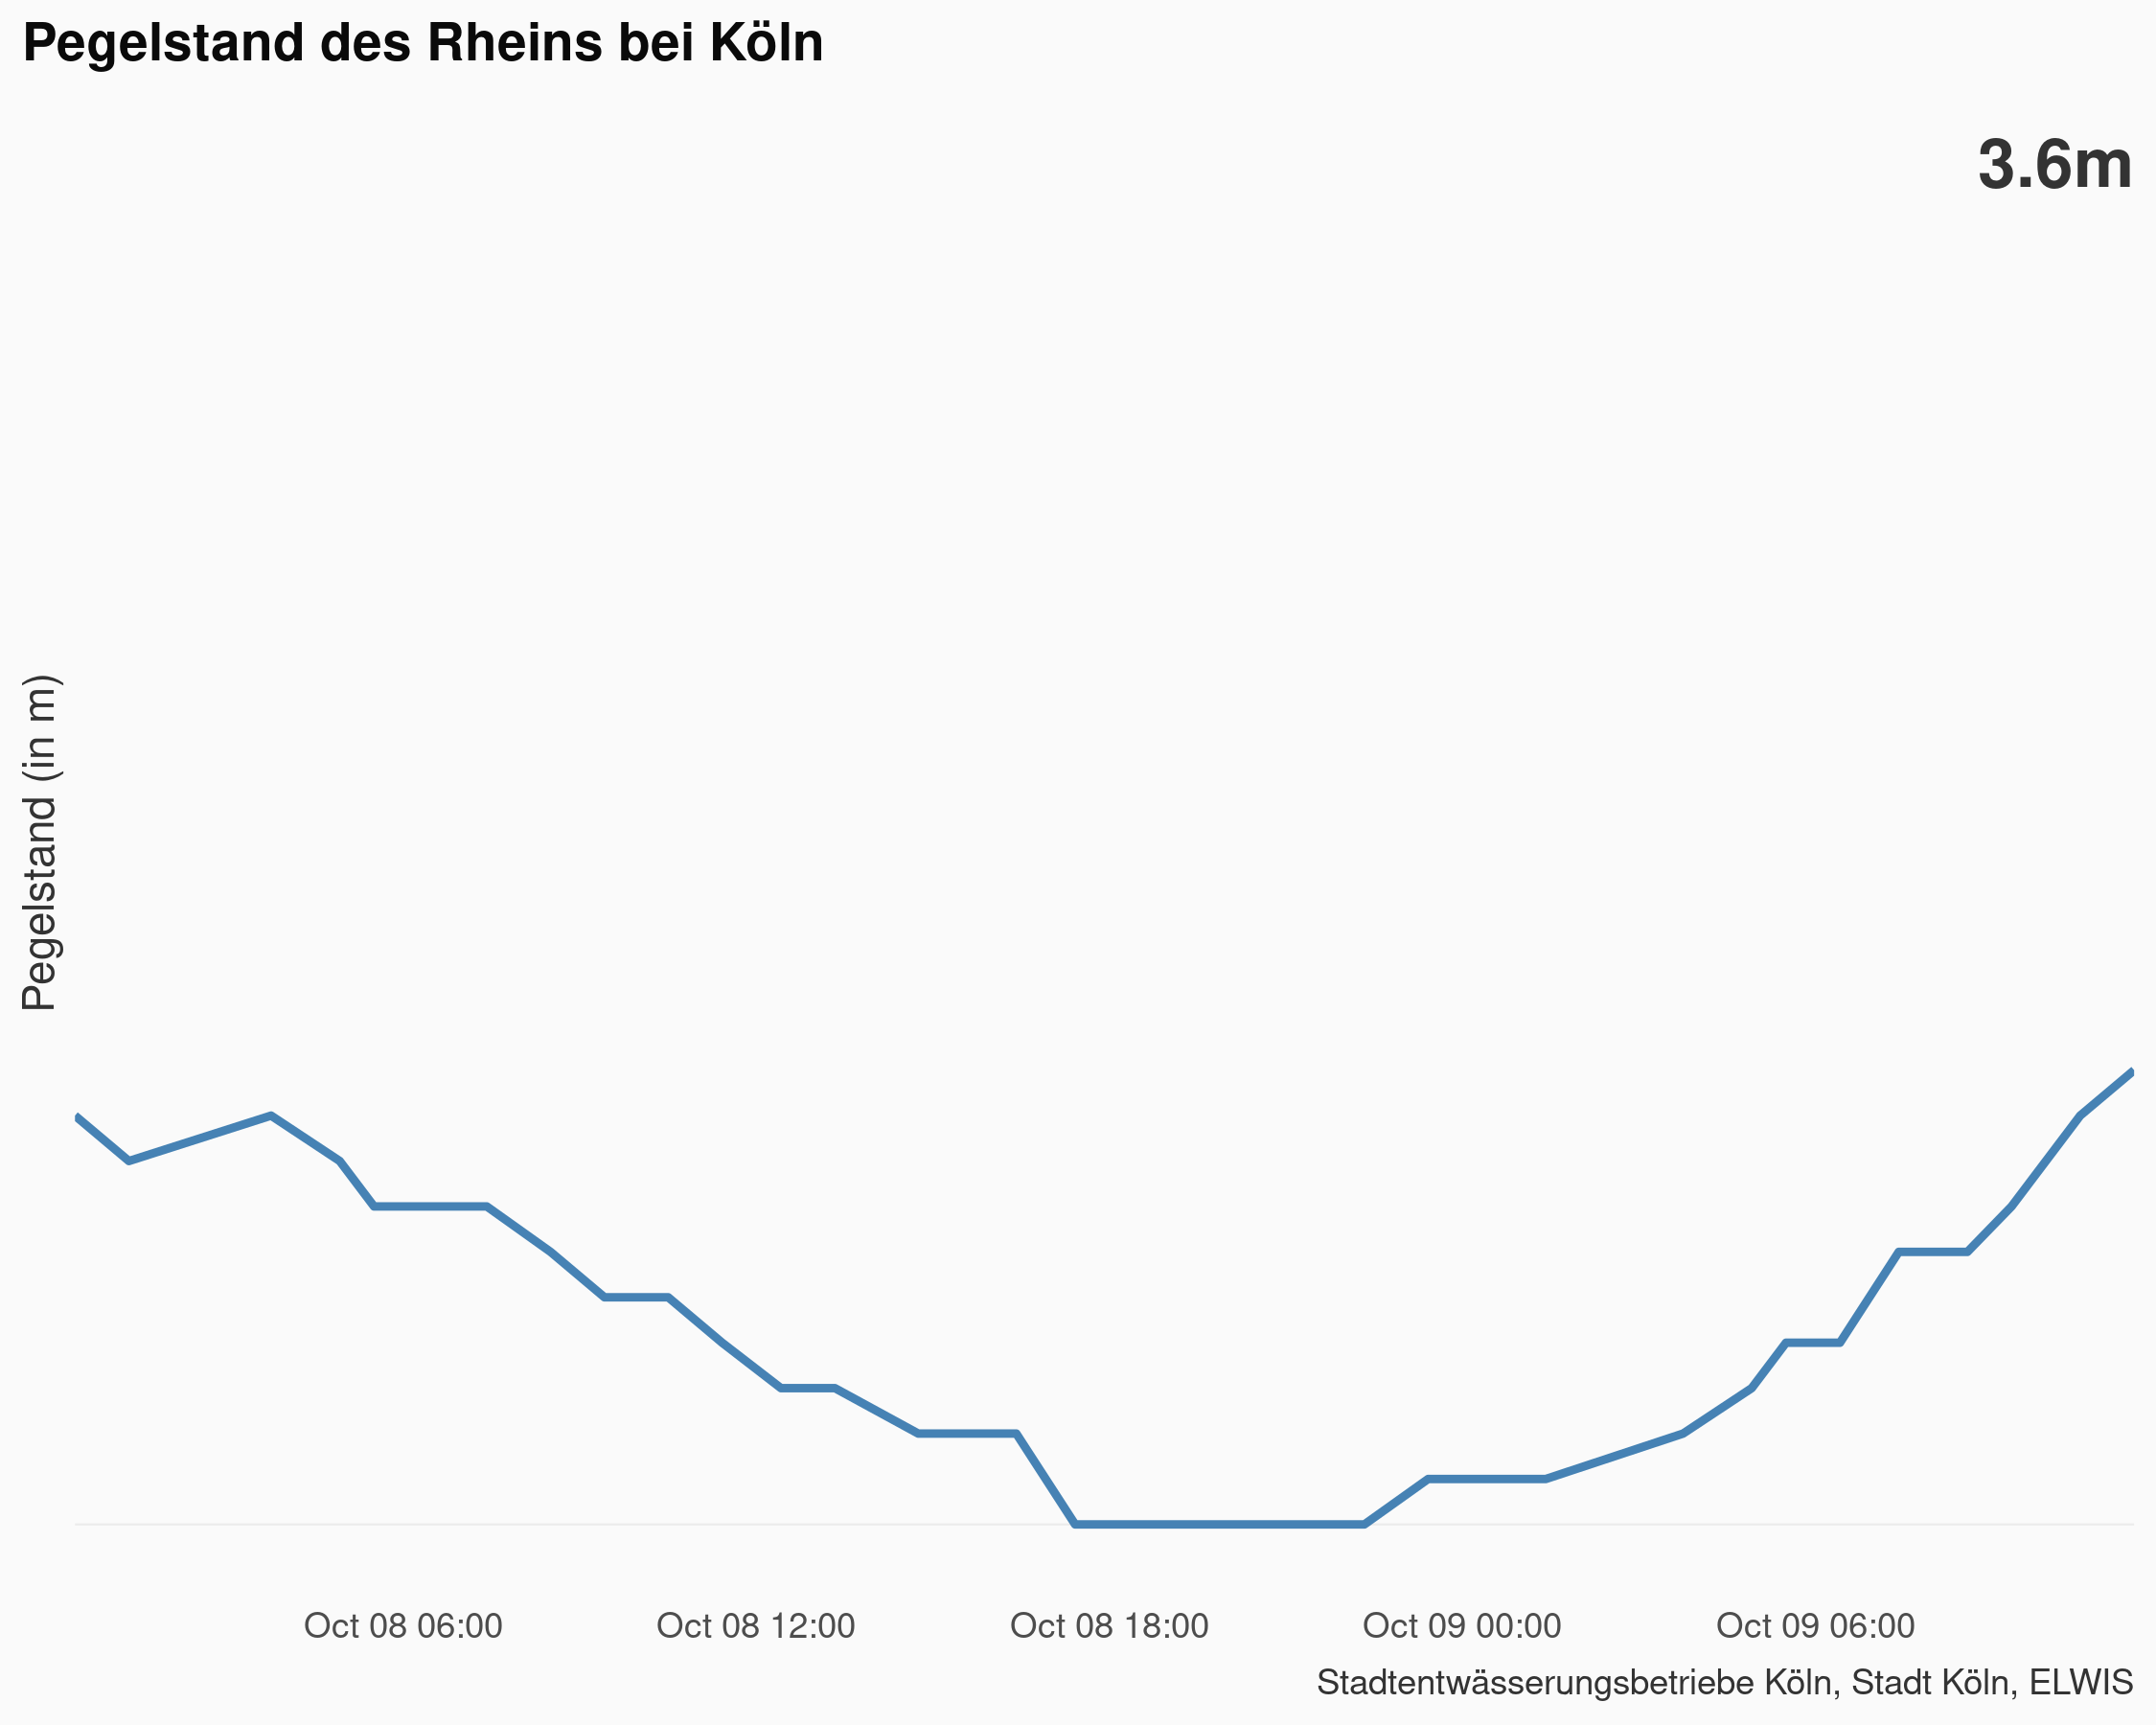 Pegelstand des Rheins bei Köln
3.6m
Pegelstand (in m)
Oct 08 06:00
Oct 08 12:00
Oct 08 18:00
Oct 09 00:00
Oct 09 06:00
Stadtentwässerungsbetriebe Köln, Stadt Köln, ELWIS